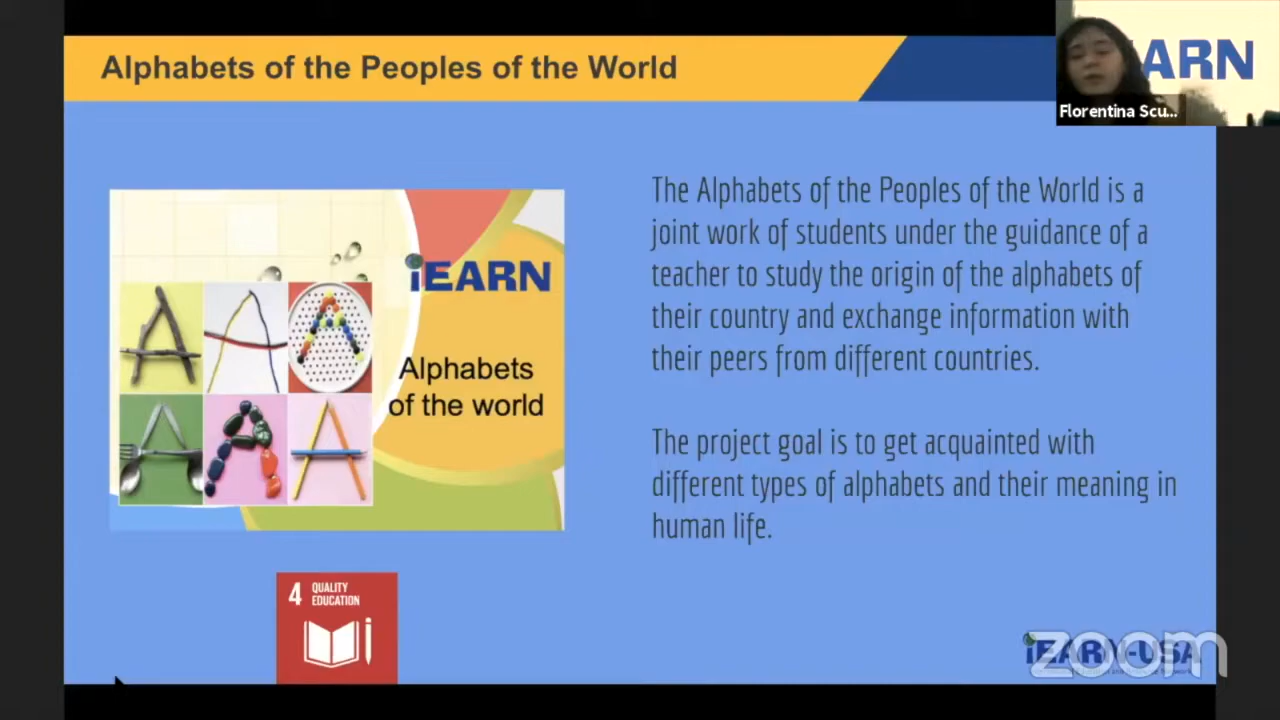 Alphabets of the Peoples of the World
ARN
Florentina Scu...
The Alphabets of the Peoples of the World is a
joint work of students under the guidance of a
teacher to study the origin of the alphabets of
their country and exchange information with
their peers from different countries.
The project goal is to get acquainted with
different types of alphabets and their meaning in
human life.
iEARN
Alphabets
of the world
A A A
A A A
4 QUALITY
EDUCATION
iEARN-USA
zoom